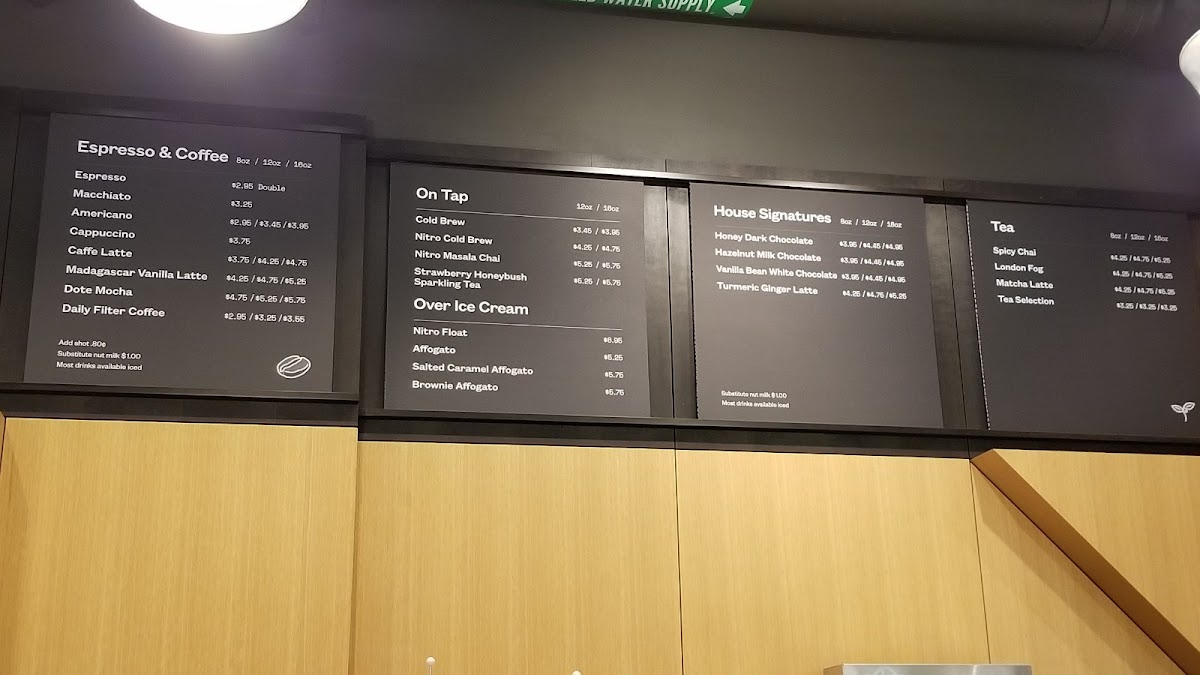 WATER SUPPLY
Espresso & Coffee 8oz / 12oz / 16oz
Espresso $2.95 Double
Macchiato $3.25
Americano $2.95 / $3.45 / $3.95
Cappuccino $3.75
Caffe Latte $3.75 / $4.25 / $4.75
Madagascar Vanilla Latte $4.25 / $4.75 / $5.25
Dote Mocha $4.75 / $5.25 / $5.75
Daily Filter Coffee $2.95 / $3.25 / $3.55
Add shot .80¢
Substitute nut milk $1.00
Most drinks available iced
On Tap 12oz / 16oz
Cold Brew $3.45 / $3.95
Nitro Cold Brew $4.25 / $4.75
Nitro Masala Chai $5.25 / $5.75
Strawberry Honeybush
Sparkling Tea $5.25 / $5.75
Over Ice Cream
Nitro Float $6.95
Affogato $5.25
Salted Caramel Affogato $5.75
Brownie Affogato $5.75
House Signatures 8oz / 12oz / 16oz
Honey Dark Chocolate $3.95 / $4.45 / $4.95
Hazelnut Milk Chocolate $3.95 / $4.45 / $4.95
Vanilla Bean White Chocolate $3.95 / $4.45 / $4.95
Turmeric Ginger Latte $4.25 / $4.75 / $5.25
Substitute nut milk $1.00
Most drinks available iced
Tea 8oz / 12oz / 16oz
Spicy Chai $4.25 / $4.75 / $5.25
London Fog $4.25 / $4.75 / $5.25
Matcha Latte $4.25 / $4.75 / $5.25
Tea Selection $3.25 / $3.25 / $3.25